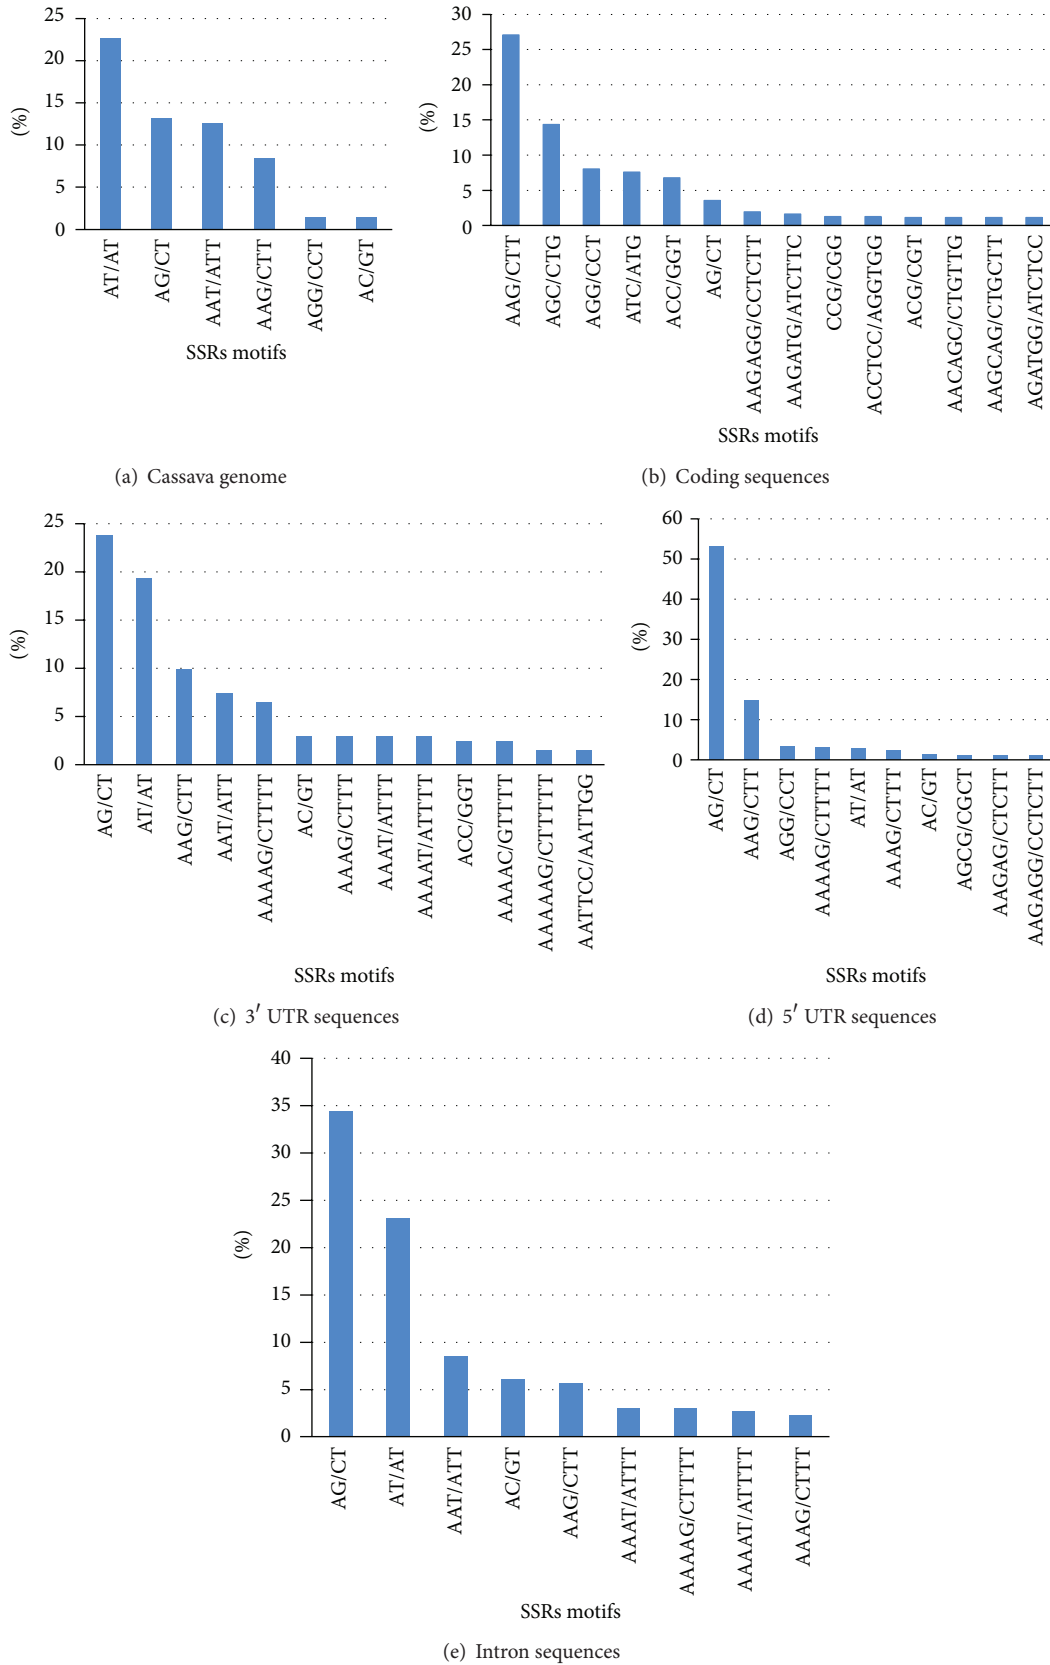 25
20
15
10
5
0
(%)
AT/AT
AG/CT
AAT/ATT
AAG/CTT
AGG/CCT
AC/GT
SSRs motifs
(a) Cassava genome
30
25
20
15
10
5
0
(%)
AAG/CTT
AGC/CTG
AGG/CCT
ATC/ATG
ACC/GGT
AG/CT
AAGAGG/CCTCTT
AAGATG/ATCTTC
CCG/CGG
ACCTCC/AGGTGG
ACG/CGT
AACAGC/CTGTTG
AAGCAG/CTGCTT
AGATGG/ATCTCC
SSRs motifs
(b) Coding sequences
25
20
15
10
5
0
(%)
AG/CT
AT/AT
AAG/CTT
AAT/ATT
AAAAG/CTTTT
AC/GT
AAAG/CTTT
AAAT/ATTT
AAAAT/ATTTT
ACC/GGT
AAAAC/GTTTT
AAAAAG/CTTTTT
AATTCC/AATTGG
SSRs motifs
(c) 3′ UTR sequences
60
50
40
30
20
10
0
(%)
AG/CT
AAG/CTT
AGG/CCT
AAAAG/CTTTT
AT/AT
AAAG/CTTT
AC/GT
AGCG/CGCT
AAGAG/CTCTT
AAGAGG/CCTCTT
SSRs motifs
(d) 5′ UTR sequences
40
35
30
25
20
15
10
5
0
(%)
AG/CT
AT/AT
AAT/ATT
AC/GT
AAG/CTT
AAAT/ATTT
AAAAG/CTTTT
AAAAT/ATTTT
AAAG/CTTT
SSRs motifs
(e) Intron sequences